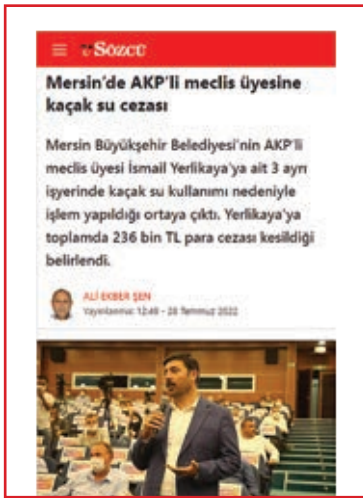 Sözcü
Mersin'de AKP'li meclis üyesine
kaçak su cezası
Mersin Büyükşehir Belediyesi'nin AKP'li
meclis üyesi İsmail Yerlikaya'ya ait 3 ayrı
işyerinde kaçak su kullanımı nedeniyle
işlem yapıldığı ortaya çıktı. Yerlikaya'ya
toplamda 236 bin TL para cezası kesildiği
belirlendi.
ALİ EKBER ŞEN
Yayınlanma: 12:48 - 28 Temmuz 2022